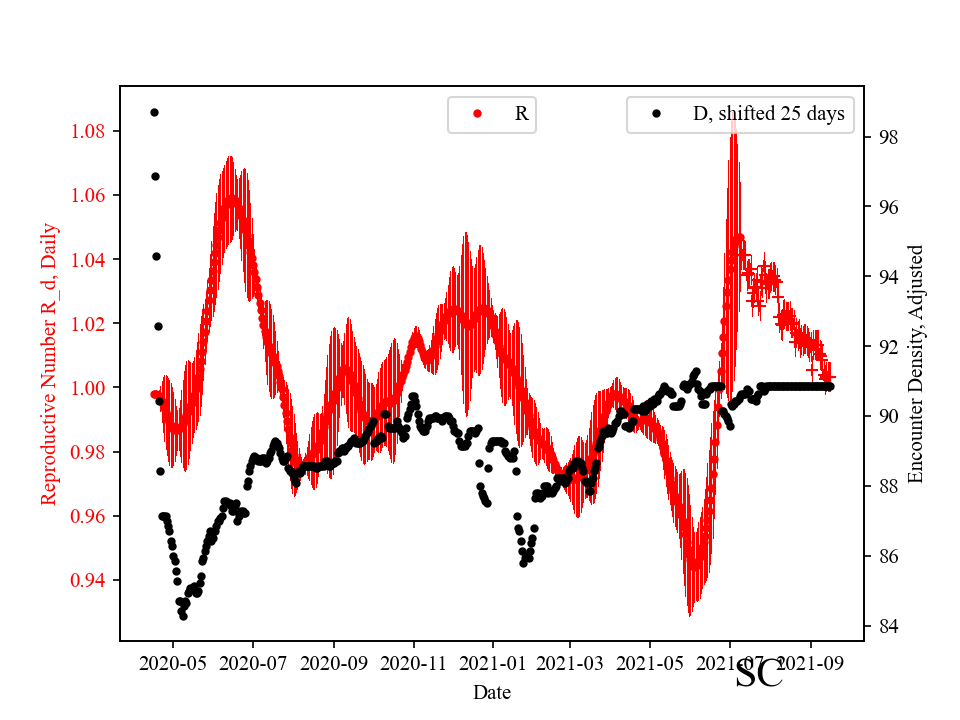 R
D, shifted 25 days
1.08
1.06
1.04
1.02
1.00
0.98
0.96
0.94
Reproductive Number R_d, Daily
98
96
94
92
90
88
86
84
Encounter Density, Adjusted
2020-05 2020-07 2020-09 2020-11 2021-01 2021-03 2021-05 2021-07 2021-09
SC
Date